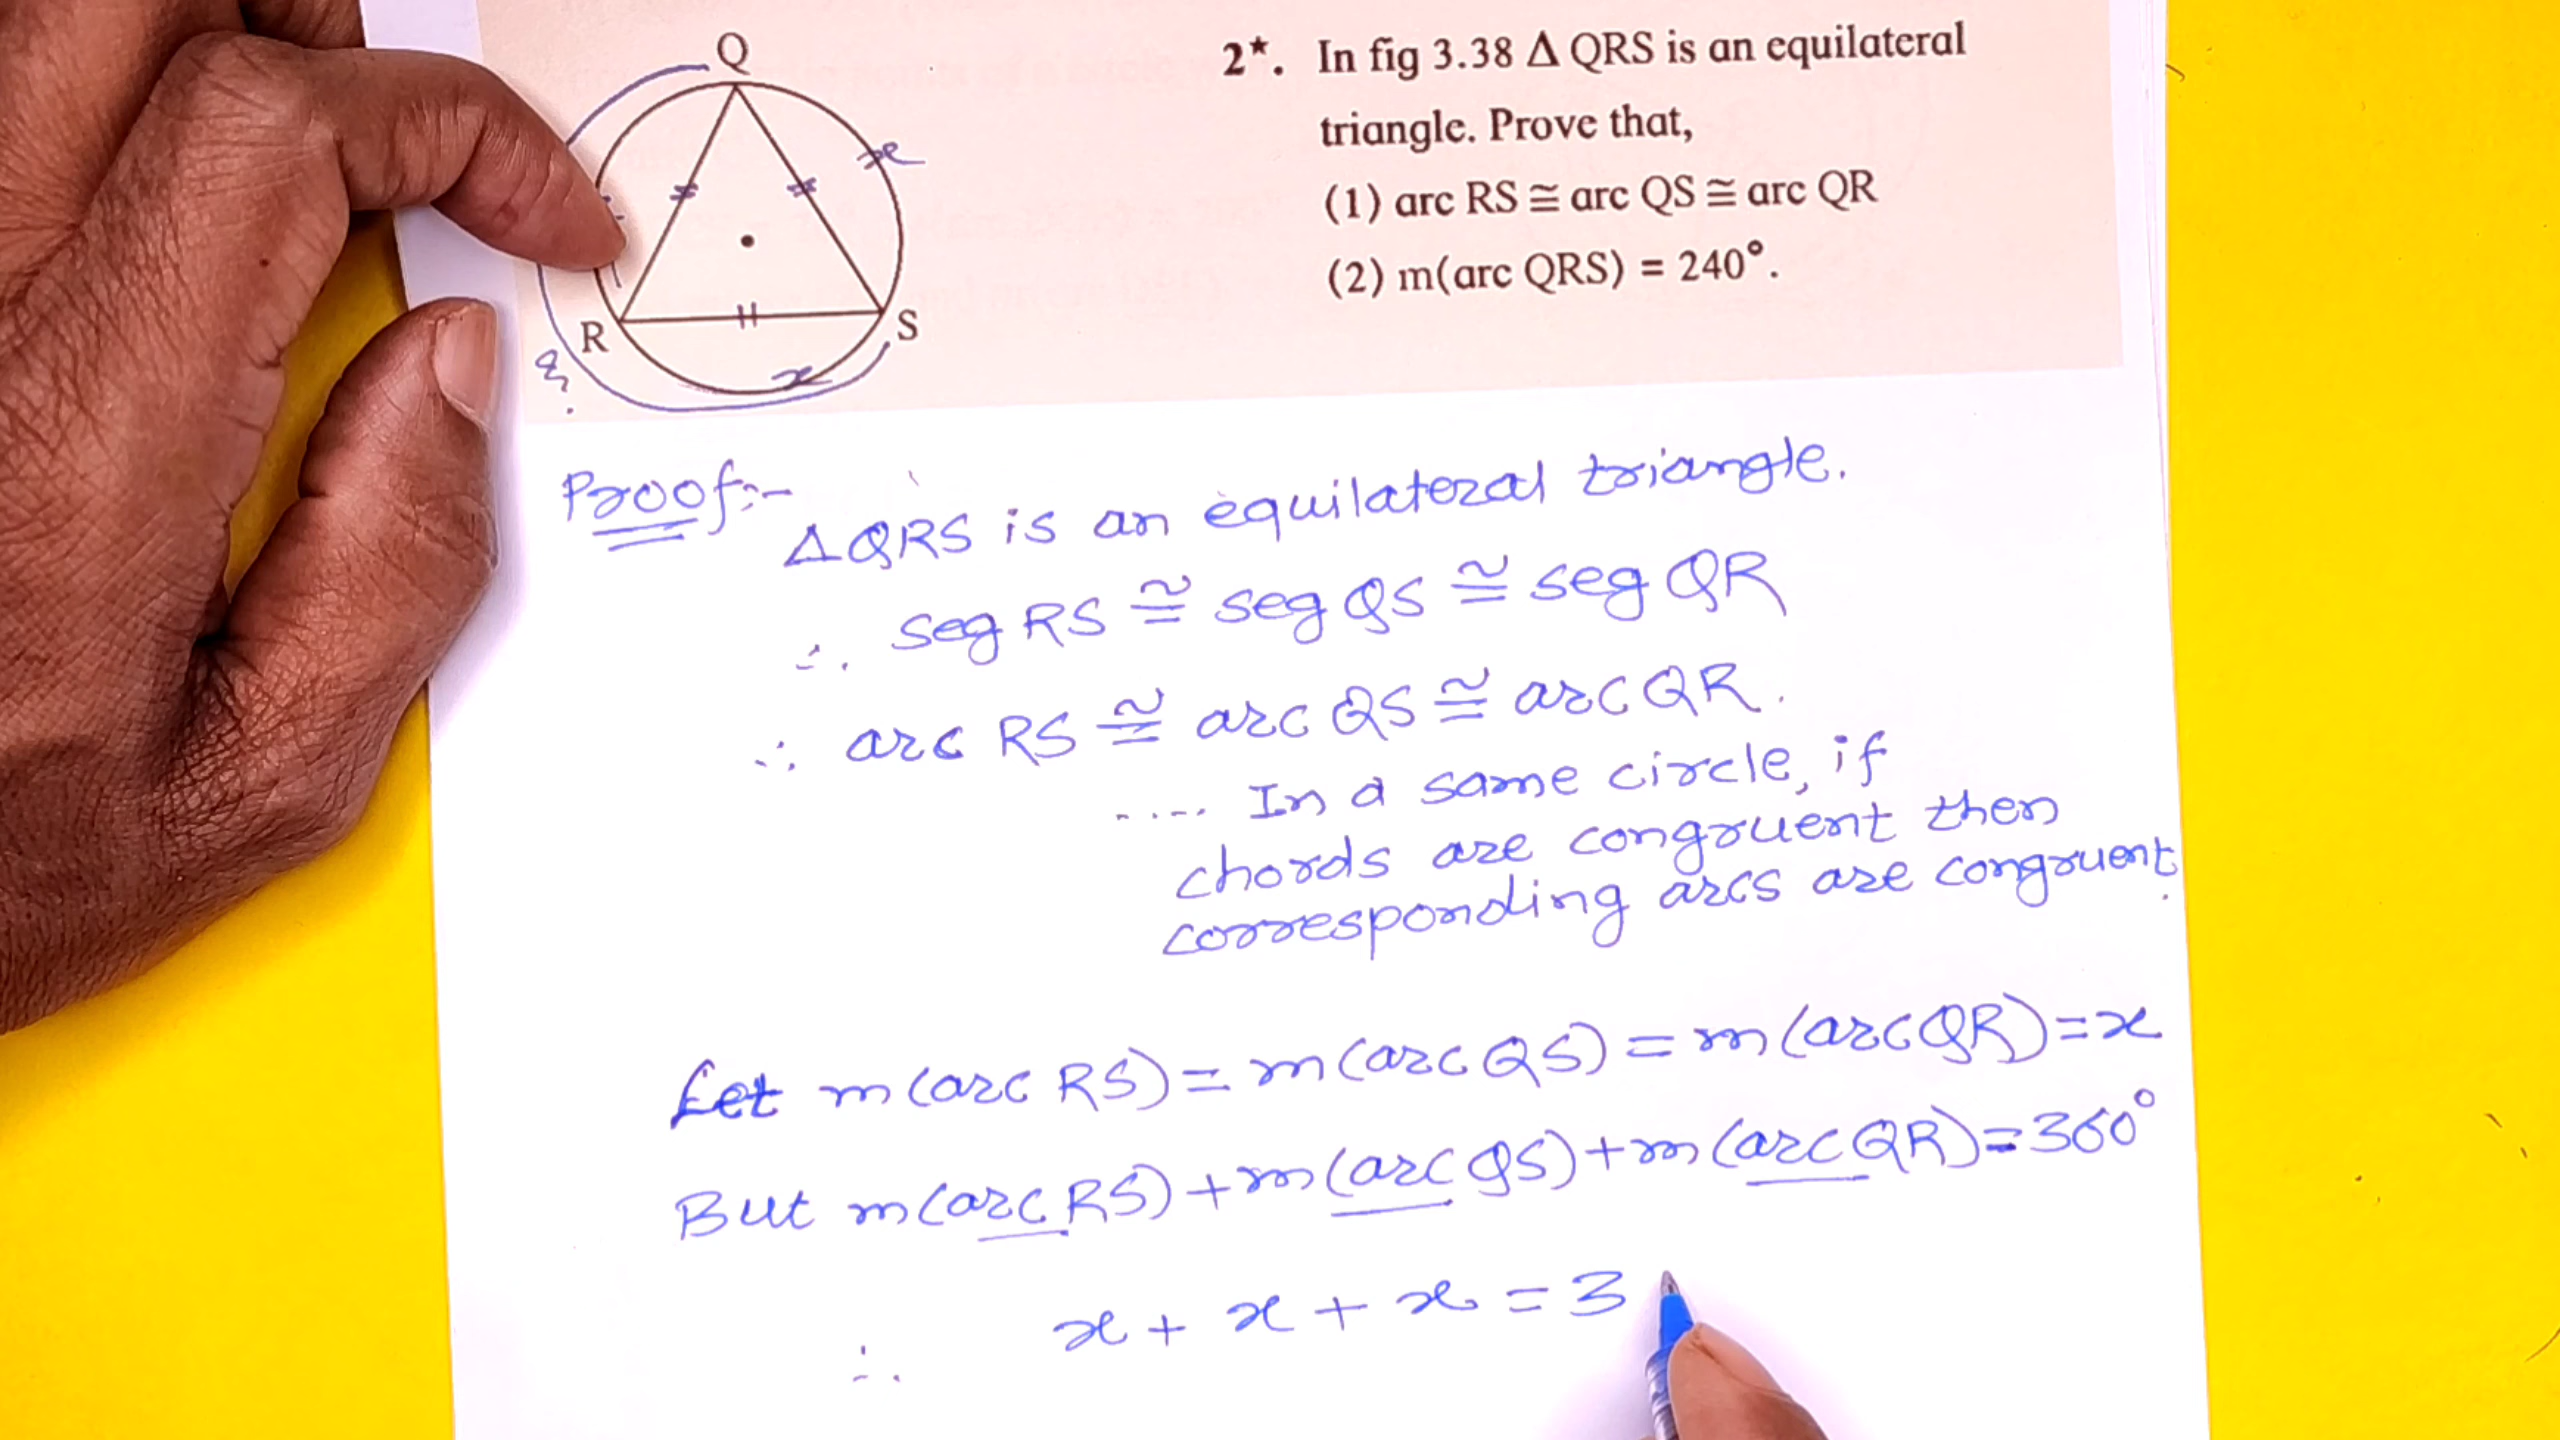 Q
x
R
S
x
?
2*. In fig 3.38 Δ QRS is an equilateral
triangle. Prove that,
(1) arc RS ≅ arc QS ≅ arc QR
(2) m(arc QRS) = 240°.
Proof:-
ΔQRS is an equilateral triangle.
∴ seg RS ≅ seg QS ≅ seg QR
∴ arc RS ≅ arc QS ≅ arc QR.
..... In a same circle, if
chords are congruent then
corresponding arcs are congruent.
Let m(arc RS) = m(arc QS) = m(arc QR) = x
But m(arc RS) + m(arc QS) + m(arc QR) = 360°
∴ x + x + x = 3